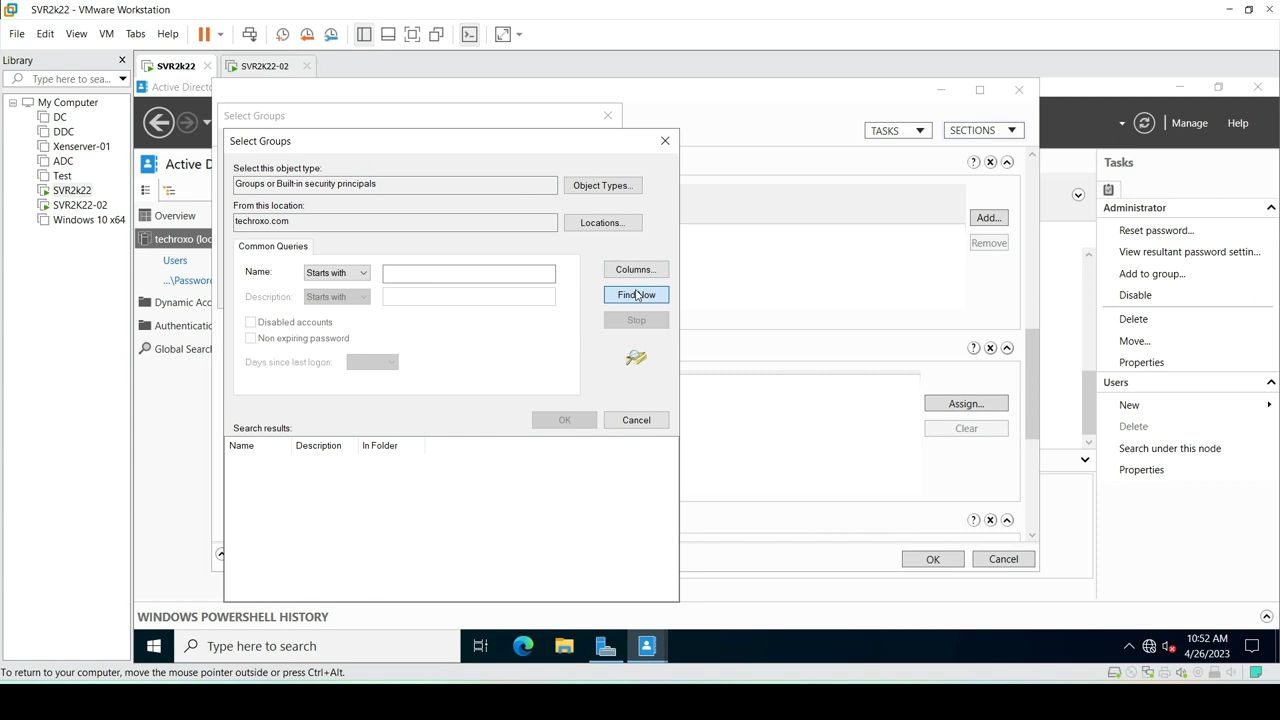 SVR2k22 - VMware Workstation
File Edit View VM Tabs Help
Library
Type here to sea...
My Computer
DC
DDC
Xenserver-01
ADC
Test
SVR2k22
SVR2K22-02
Windows 10 x64
SVR2k22
SVR2K22-02
Active Directo
Manage
Help
Active D
Overview
techroxo (loc
Users
...\Password
Dynamic Acc
Authenticatio
Global Search
TASKS
SECTIONS
Add...
Remove
Assign...
Clear
OK
Cancel
Select Groups
Select Groups
Select this object type:
Groups or Built-in security principals
Object Types...
From this location:
techroxo.com
Locations...
Common Queries
Name:
Starts with
Columns...
Description:
Starts with
Find Now
Disabled accounts
Stop
Non expiring password
Days since last logon:
OK
Cancel
Search results:
Name
Description
In Folder
Tasks
Administrator
Reset password...
View resultant password settin...
Add to group...
Disable
Delete
Move...
Properties
Users
New
Delete
Search under this node
Properties
WINDOWS POWERSHELL HISTORY
Type here to search
10:52 AM
4/26/2023
To return to your computer, move the mouse pointer outside or press Ctrl+Alt.